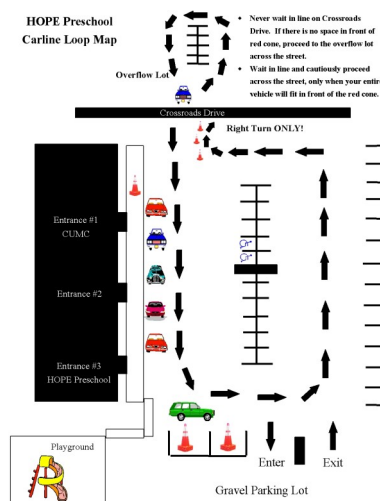 HOPE Preschool
Carline Loop Map
• Never wait in line on Crossroads
Drive. If there is no space in front of
red cone, proceed to the overflow lot
across the street.
• Wait in line and cautiously proceed
across the street, only when your entire
vehicle will fit in front of the red cone.
Overflow Lot
Crossroads Drive
Right Turn ONLY!
Entrance #1
CUMC
Entrance #2
Entrance #3
HOPE Preschool
Playground
Enter
Exit
Gravel Parking Lot